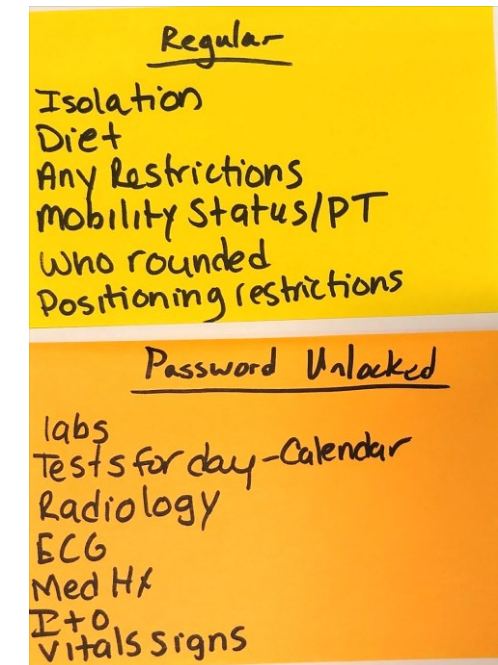 Regular
Isolation
Diet
Any Restrictions
Mobility Status/PT
Who rounded
Positioning restrictions
Password Unlocked
labs
Tests for day-Calendar
Radiology
ECG
Med Hx
I+O
Vitals signs